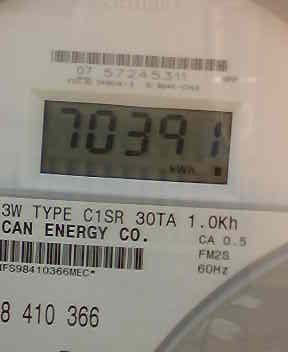 07 57245311
70391
kWh
3W TYPE C1SR 30TA 1.0Kh
CAN ENERGY CO.
CA 0.5
FM2S
IFS98410366MEC*
60Hz
8 410 366